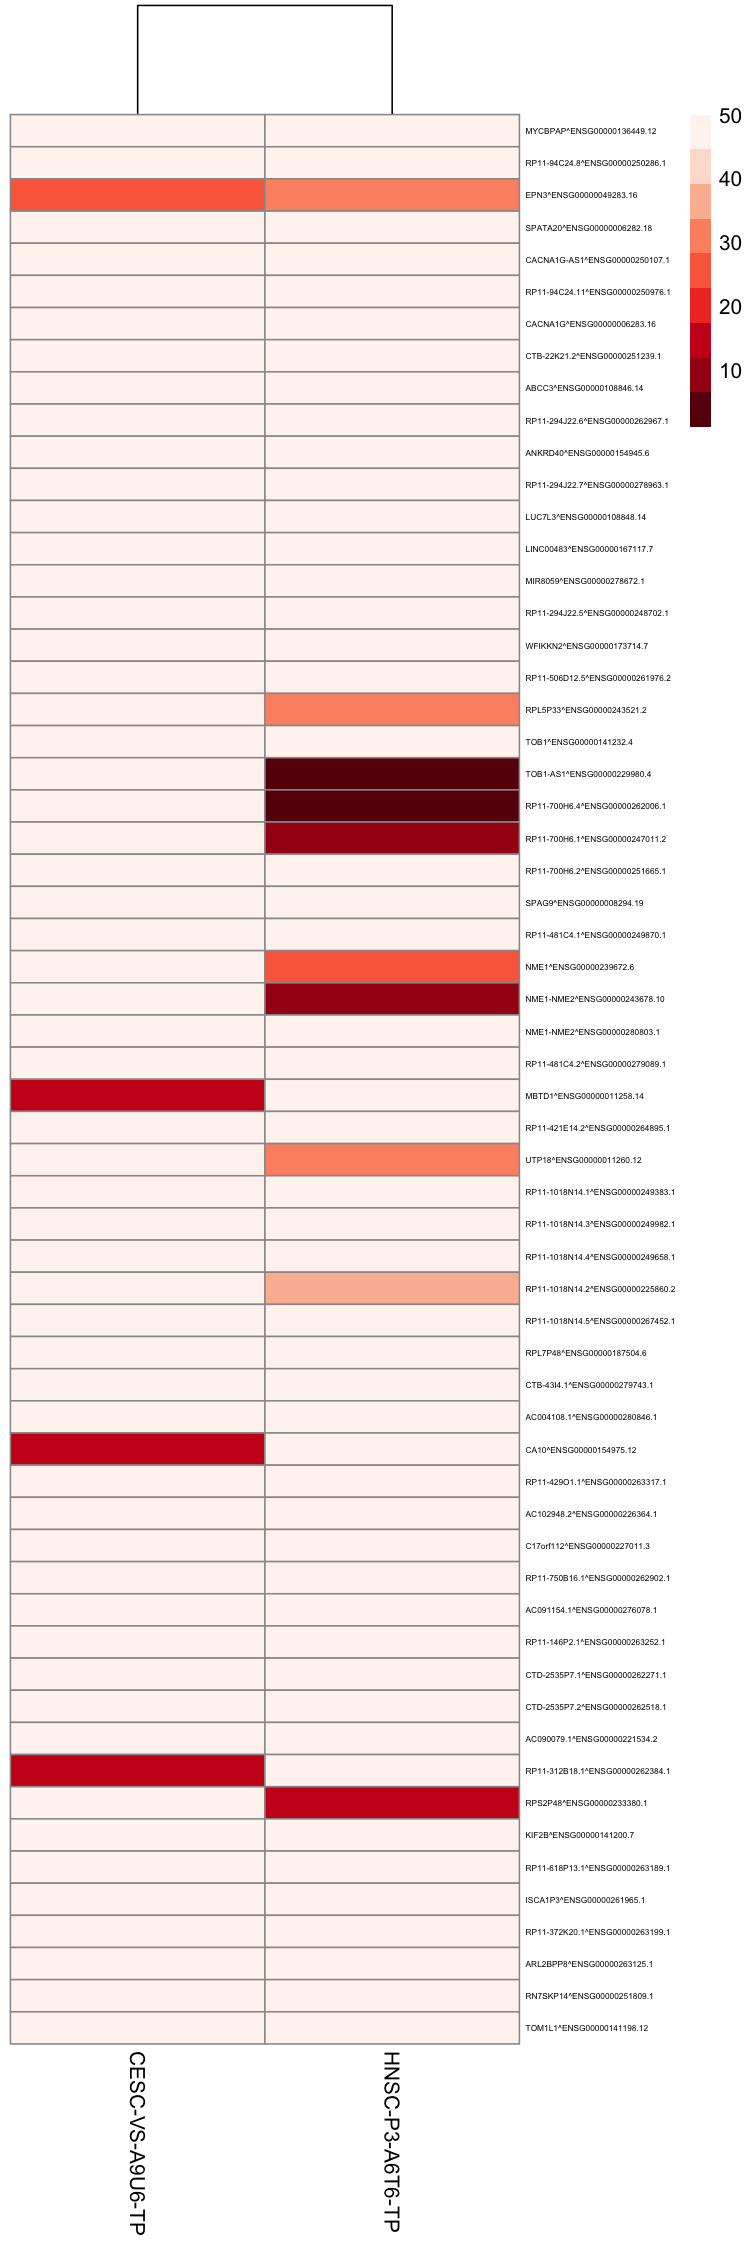 50
40
30
20
10
MYCBPAP^ENSG00000136449.12
RP11-94C24.8^ENSG00000250286.1
EPN3^ENSG00000049283.16
SPATA20^ENSG00000006282.18
CACNA1G-AS1^ENSG00000250107.1
RP11-94C24.11^ENSG00000250976.1
CACNA1G^ENSG00000006283.16
CTB-22K21.2^ENSG00000251239.1
ABCC3^ENSG00000108846.14
RP11-294J22.6^ENSG00000262967.1
ANKRD40^ENSG00000154945.6
RP11-294J22.7^ENSG00000278963.1
LUC7L3^ENSG00000108848.14
LINC00483^ENSG00000167117.7
MIR8059^ENSG00000278672.1
RP11-294J22.5^ENSG00000248702.1
WFIKKN2^ENSG00000173714.7
RP11-506D12.5^ENSG00000261976.2
RPL5P33^ENSG00000243521.2
TOB1^ENSG00000141232.4
TOB1-AS1^ENSG00000229980.4
RP11-700H6.4^ENSG00000262006.1
RP11-700H6.1^ENSG00000247011.2
RP11-700H6.2^ENSG00000251665.1
SPAG9^ENSG00000008294.19
RP11-481C4.1^ENSG00000249870.1
NME1^ENSG00000239672.6
NME1-NME2^ENSG00000243678.10
NME1-NME2^ENSG00000280803.1
RP11-481C4.2^ENSG00000279089.1
MBTD1^ENSG00000011258.14
RP11-421E14.2^ENSG00000264895.1
UTP18^ENSG00000011260.12
RP11-1018N14.1^ENSG00000249383.1
RP11-1018N14.3^ENSG00000249982.1
RP11-1018N14.4^ENSG00000249658.1
RP11-1018N14.2^ENSG00000225860.2
RP11-1018N14.5^ENSG00000267452.1
RPL7P48^ENSG00000187504.6
CTB-43I4.1^ENSG00000279743.1
AC004108.1^ENSG00000280846.1
CA10^ENSG00000154975.12
RP11-429O1.1^ENSG00000263317.1
AC102948.2^ENSG00000226364.1
C17orf112^ENSG00000227011.3
RP11-750B16.1^ENSG00000262902.1
AC091154.1^ENSG00000276078.1
RP11-146P2.1^ENSG00000263252.1
CTD-2535P7.1^ENSG00000262271.1
CTD-2535P7.2^ENSG00000262518.1
AC090079.1^ENSG00000221534.2
RP11-312B18.1^ENSG00000262384.1
RPS2P48^ENSG00000233380.1
KIF2B^ENSG00000141200.7
RP11-618P13.1^ENSG00000263189.1
ISCA1P3^ENSG00000261965.1
RP11-372K20.1^ENSG00000263199.1
ARL2BPP8^ENSG00000263125.1
RN7SKP14^ENSG00000251809.1
TOM1L1^ENSG00000141198.12
CESC-VS-A9U6-TP
HNSC-P3-A6T6-TP